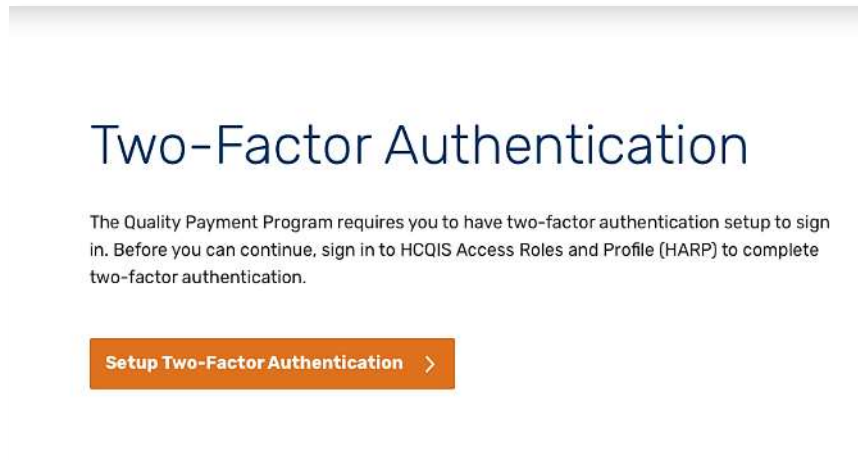 Two-Factor Authentication
The Quality Payment Program requires you to have two-factor authentication setup to sign
in. Before you can continue, sign in to HCQIS Access Roles and Profile (HARP) to complete
two-factor authentication.
Setup Two-Factor Authentication